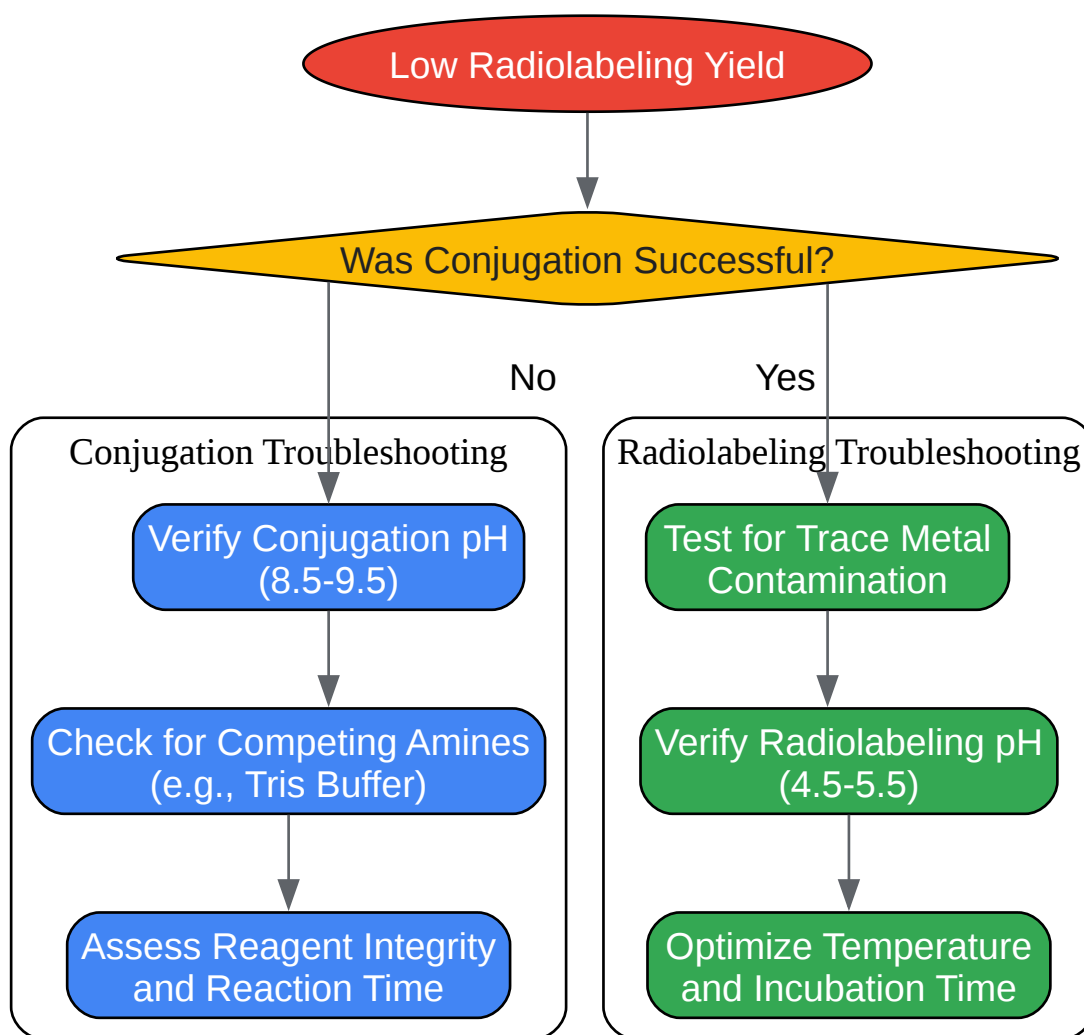 Low Radiolabeling Yield
Was Conjugation Successful?
No
Yes
Conjugation Troubleshooting
Verify Conjugation pH
(8.5-9.5)
Check for Competing Amines
(e.g., Tris Buffer)
Assess Reagent Integrity
and Reaction Time
Radiolabeling Troubleshooting
Test for Trace Metal
Contamination
Verify Radiolabeling pH
(4.5-5.5)
Optimize Temperature
and Incubation Time